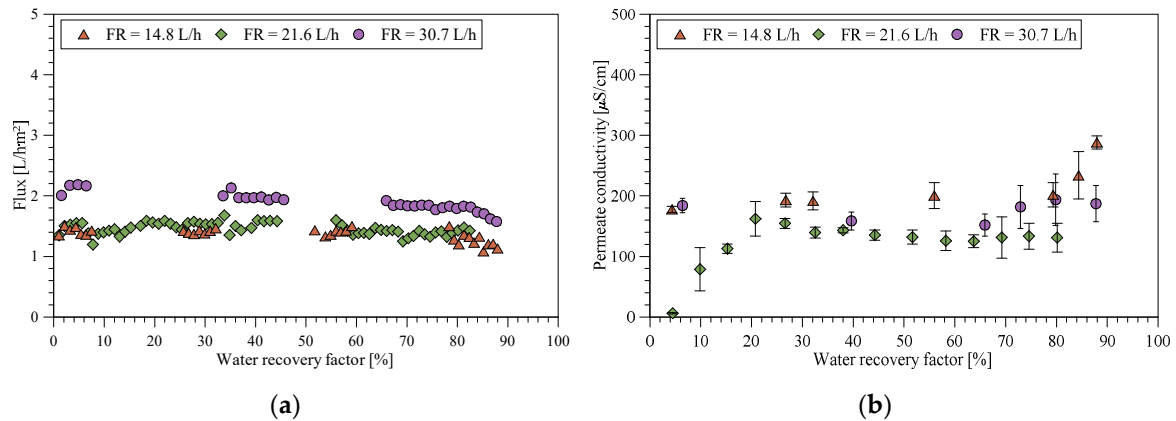 5
4
3
2
1
0
Flux [L/hm²]
FR = 14.8 L/h FR = 21.6 L/h FR = 30.7 L/h
0 10 20 30 40 50 60 70 80 90 100
Water recovery factor [%]
(a)
500
400
300
200
100
0
Permeate conductivity [μS/cm]
FR = 14.8 L/h FR = 21.6 L/h FR = 30.7 L/h
0 10 20 30 40 50 60 70 80 90 100
Water recovery factor [%]
(b)